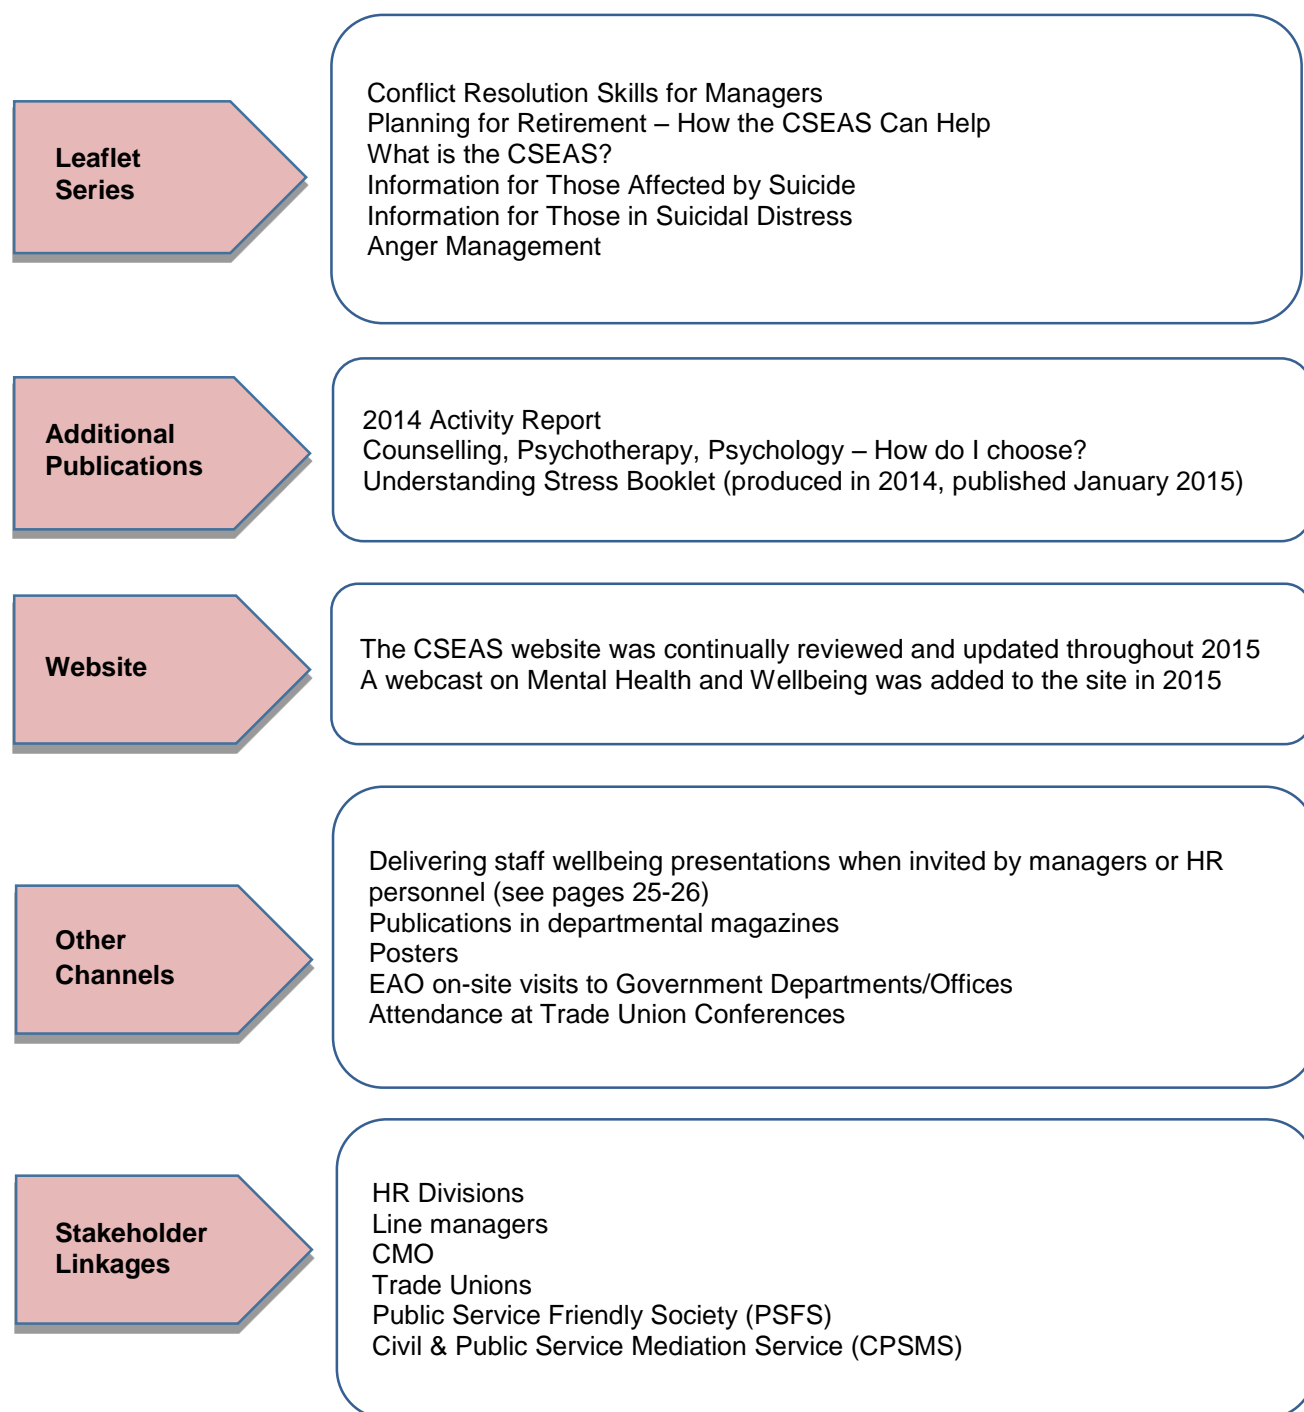 Leaflet
Series
Conflict Resolution Skills for Managers
Planning for Retirement – How the CSEAS Can Help
What is the CSEAS?
Information for Those Affected by Suicide
Information for Those in Suicidal Distress
Anger Management
Additional
Publications
2014 Activity Report
Counselling, Psychotherapy, Psychology – How do I choose?
Understanding Stress Booklet (produced in 2014, published January 2015)
Website
The CSEAS website was continually reviewed and updated throughout 2015
A webcast on Mental Health and Wellbeing was added to the site in 2015
Other
Channels
Delivering staff wellbeing presentations when invited by managers or HR
personnel (see pages 25-26)
Publications in departmental magazines
Posters
EAO on-site visits to Government Departments/Offices
Attendance at Trade Union Conferences
Stakeholder
Linkages
HR Divisions
Line managers
CMO
Trade Unions
Public Service Friendly Society (PSFS)
Civil & Public Service Mediation Service (CPSMS)